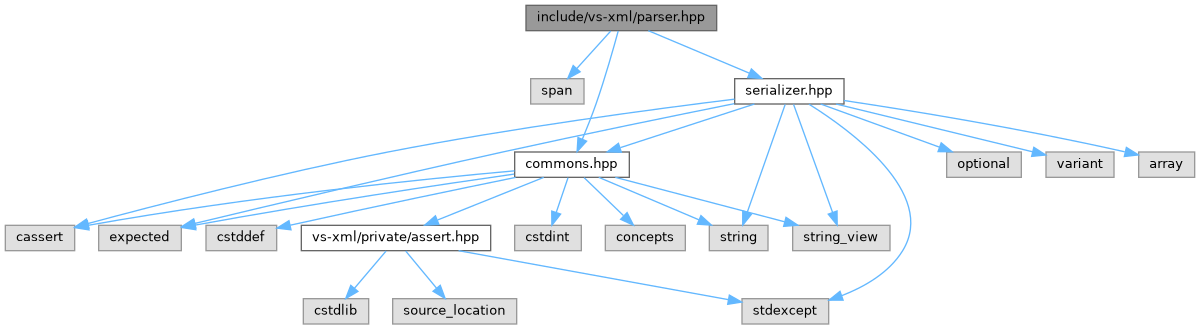 include/vs-xml/parser.hpp
span
serializer.hpp
commons.hpp
optional
variant
array
cassert
expected
cstddef
vs-xml/private/assert.hpp
cstdint
concepts
string
string_view
cstdlib
source_location
stdexcept